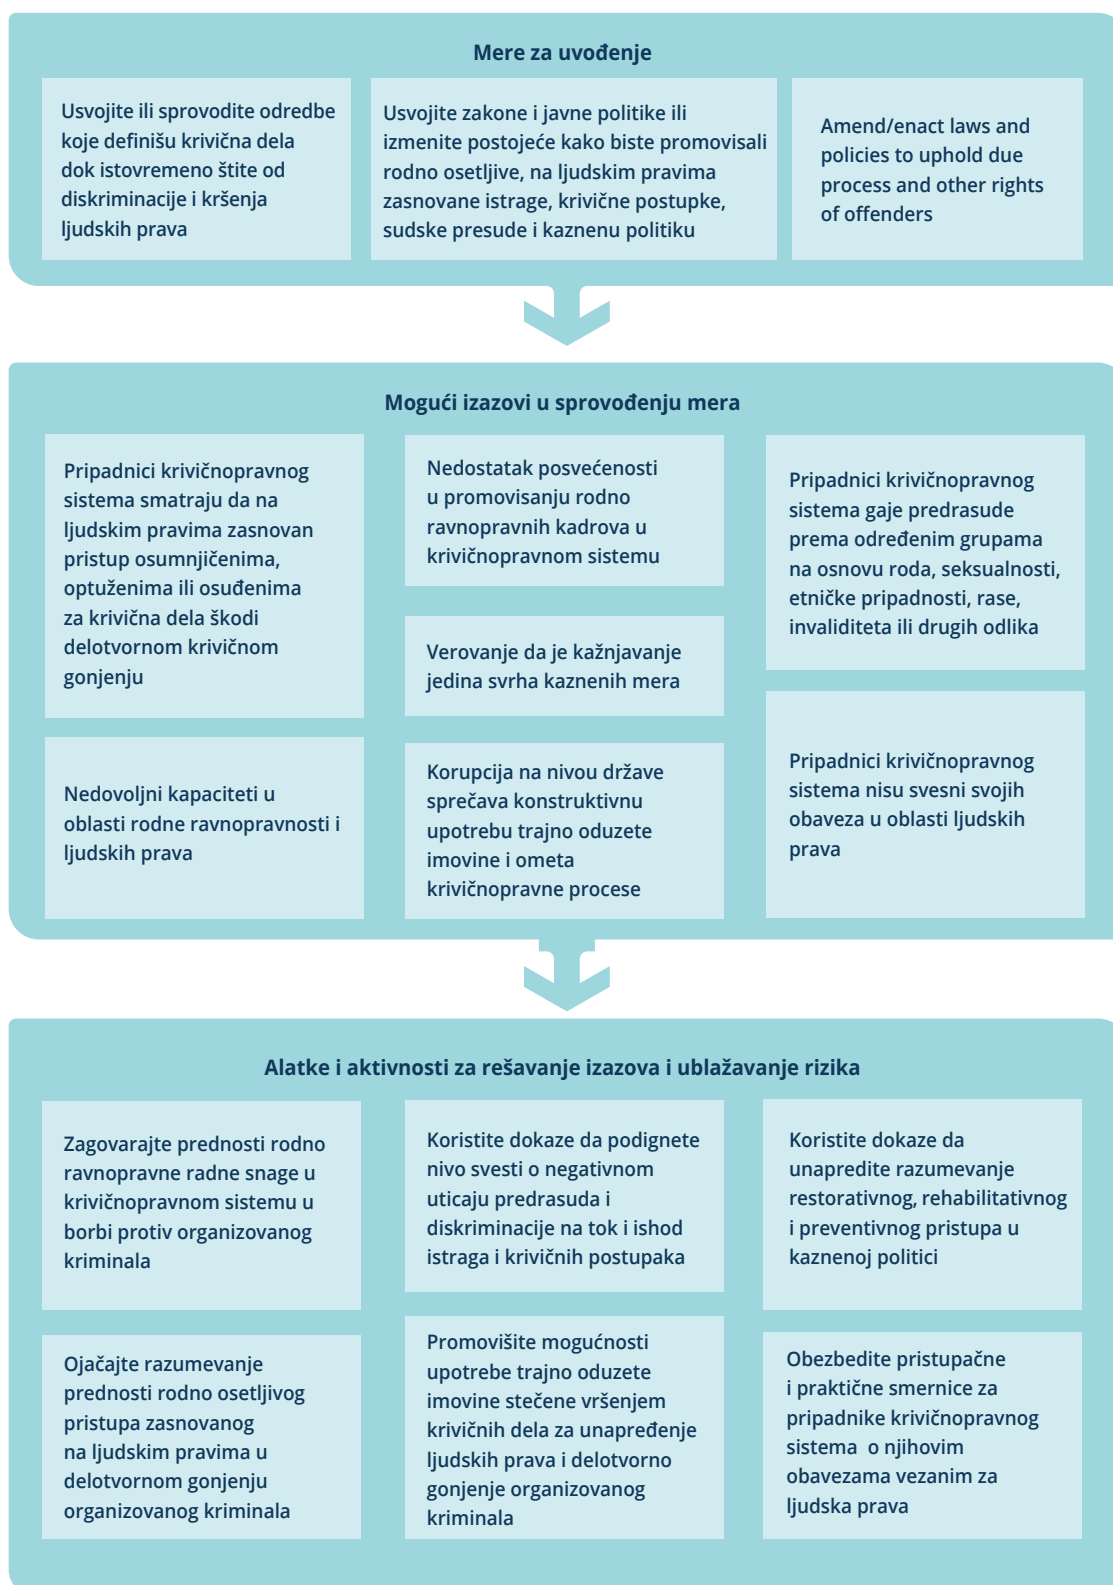 Mere za uvođenje
Usvojite ili sprovodite odredbe
koje definišu krivična dela
dok istovremeno štite od
diskriminacije i kršenja
ljudskih prava
Usvojite zakone i javne politike ili
izmenite postojeće kako biste promovisali
rodno osetljive, na ljudskim pravima
zasnovane istrage, krivične postupke,
sudske presude i kaznenu politiku
Amend/enact laws and
policies to uphold due
process and other rights
of offenders
Mogući izazovi u sprovođenju mera
Pripadnici krivičnopravnog
sistema smatraju da na
ljudskim pravima zasnovan
pristup osumnjičenima,
optuženima ili osuđenima
za krivična dela škodi
delotvornom krivičnom
gonjenju
Nedostatak posvećenosti
u promovisanju rodno
ravnopravnih kadrova u
krivičnopravnom sistemu
Pripadnici krivičnopravnog
sistema gaje predrasude
prema određenim grupama
na osnovu roda, seksualnosti,
etničke pripadnosti, rase,
invaliditeta ili drugih odlika
Verovanje da je kažnjavanje
jedina svrha kaznenih mera
Nedovoljni kapaciteti u
oblasti rodne ravnopravnosti i
ljudskih prava
Korupcija na nivou države
sprečava konstruktivnu
upotrebu trajno oduzete
imovine i ometa
krivičnopravne procese
Pripadnici krivičnopravnog
sistema nisu svesni svojih
obaveza u oblasti ljudskih
prava
Alatke i aktivnosti za rešavanje izazova i ublažavanje rizika
Zagovarajte prednosti rodno
ravnopravne radne snage u
krivičnopravnom sistemu u
borbi protiv organizovanog
kriminala
Koristite dokaze da podignete
nivo svesti o negativnom
uticaju predrasuda i
diskriminacije na tok i ishod
istraga i krivičnih postupaka
Koristite dokaze da
unapredite razumevanje
restorativnog, rehabilitativnog
i preventivnog pristupa u
kaznenoj politici
Ojačajte razumevanje
prednosti rodno osetljivog
pristupa zasnovanog
na ljudskim pravima u
delotvornom gonjenju
organizovanog kriminala
Promovišite mogućnosti
upotrebe trajno oduzete
imovine stečene vršenjem
krivičnih dela za unapređenje
ljudskih prava i delotvorno
gonjenje organizovanog
kriminala
Obezbedite pristupačne
i praktične smernice za
pripadnike krivičnopravnog
sistema o njihovim
obavezama vezanim za
ljudska prava